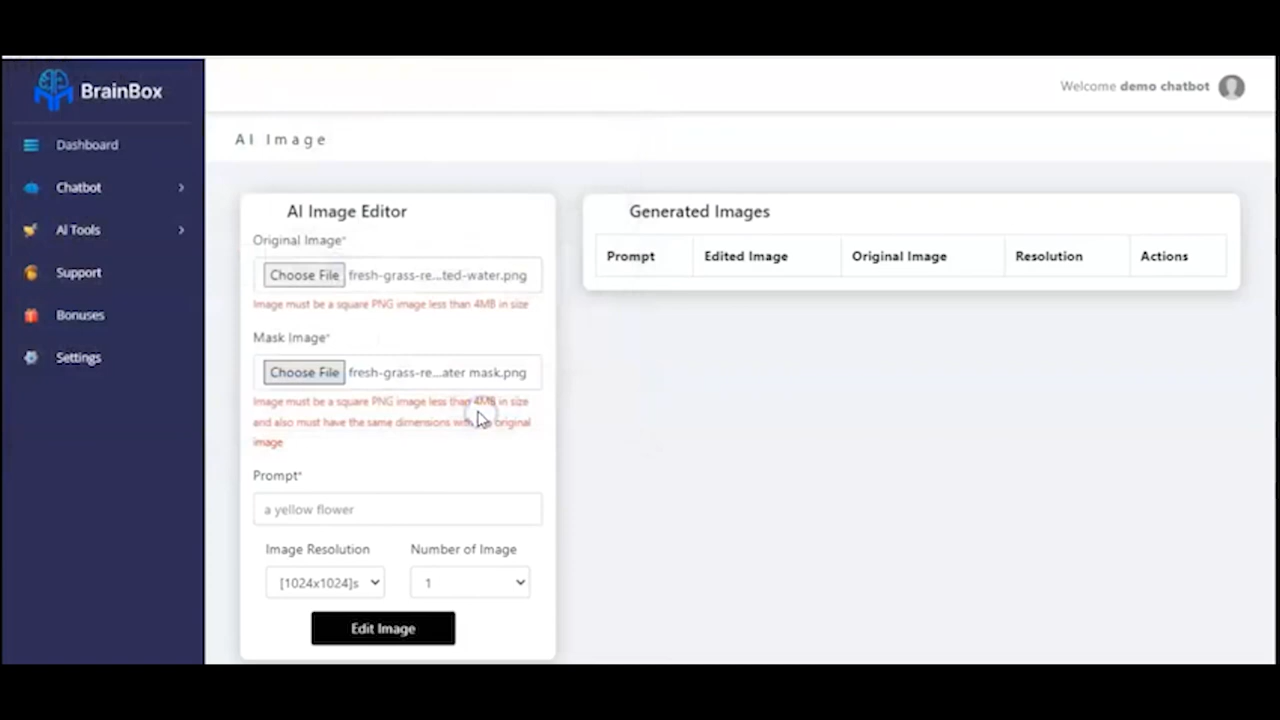 BrainBox
Welcome demo chatbot
Dashboard
Chatbot
AI Tools
Support
Bonuses
Settings
AI Image
AI Image Editor
Original Image*
Choose File fresh-grass-re...ted-water.png
Image must be a square PNG image less than 4MB in size
Mask Image*
Choose File fresh-grass-re...ater mask.png
Image must be a square PNG image less than 4MB in size
and also must have the same dimensions original
image
Prompt*
a yellow flower
Image Resolution Number of Image
[1024x1024]s 1
Edit Image
Generated Images
Prompt Edited Image Original Image Resolution Actions